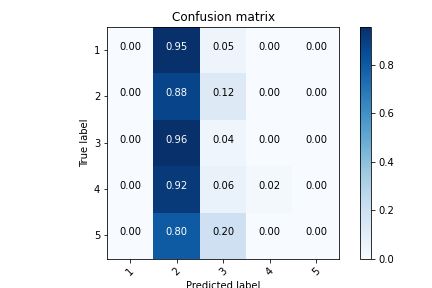 Confusion matrix
1 0.00 0.95 0.05 0.00 0.00
2 0.00 0.88 0.12 0.00 0.00
3 0.00 0.96 0.04 0.00 0.00
4 0.00 0.92 0.06 0.02 0.00
5 0.00 0.80 0.20 0.00 0.00
True label
1 2 3 4 5
Predicted label
0.8
0.6
0.4
0.2
0.0